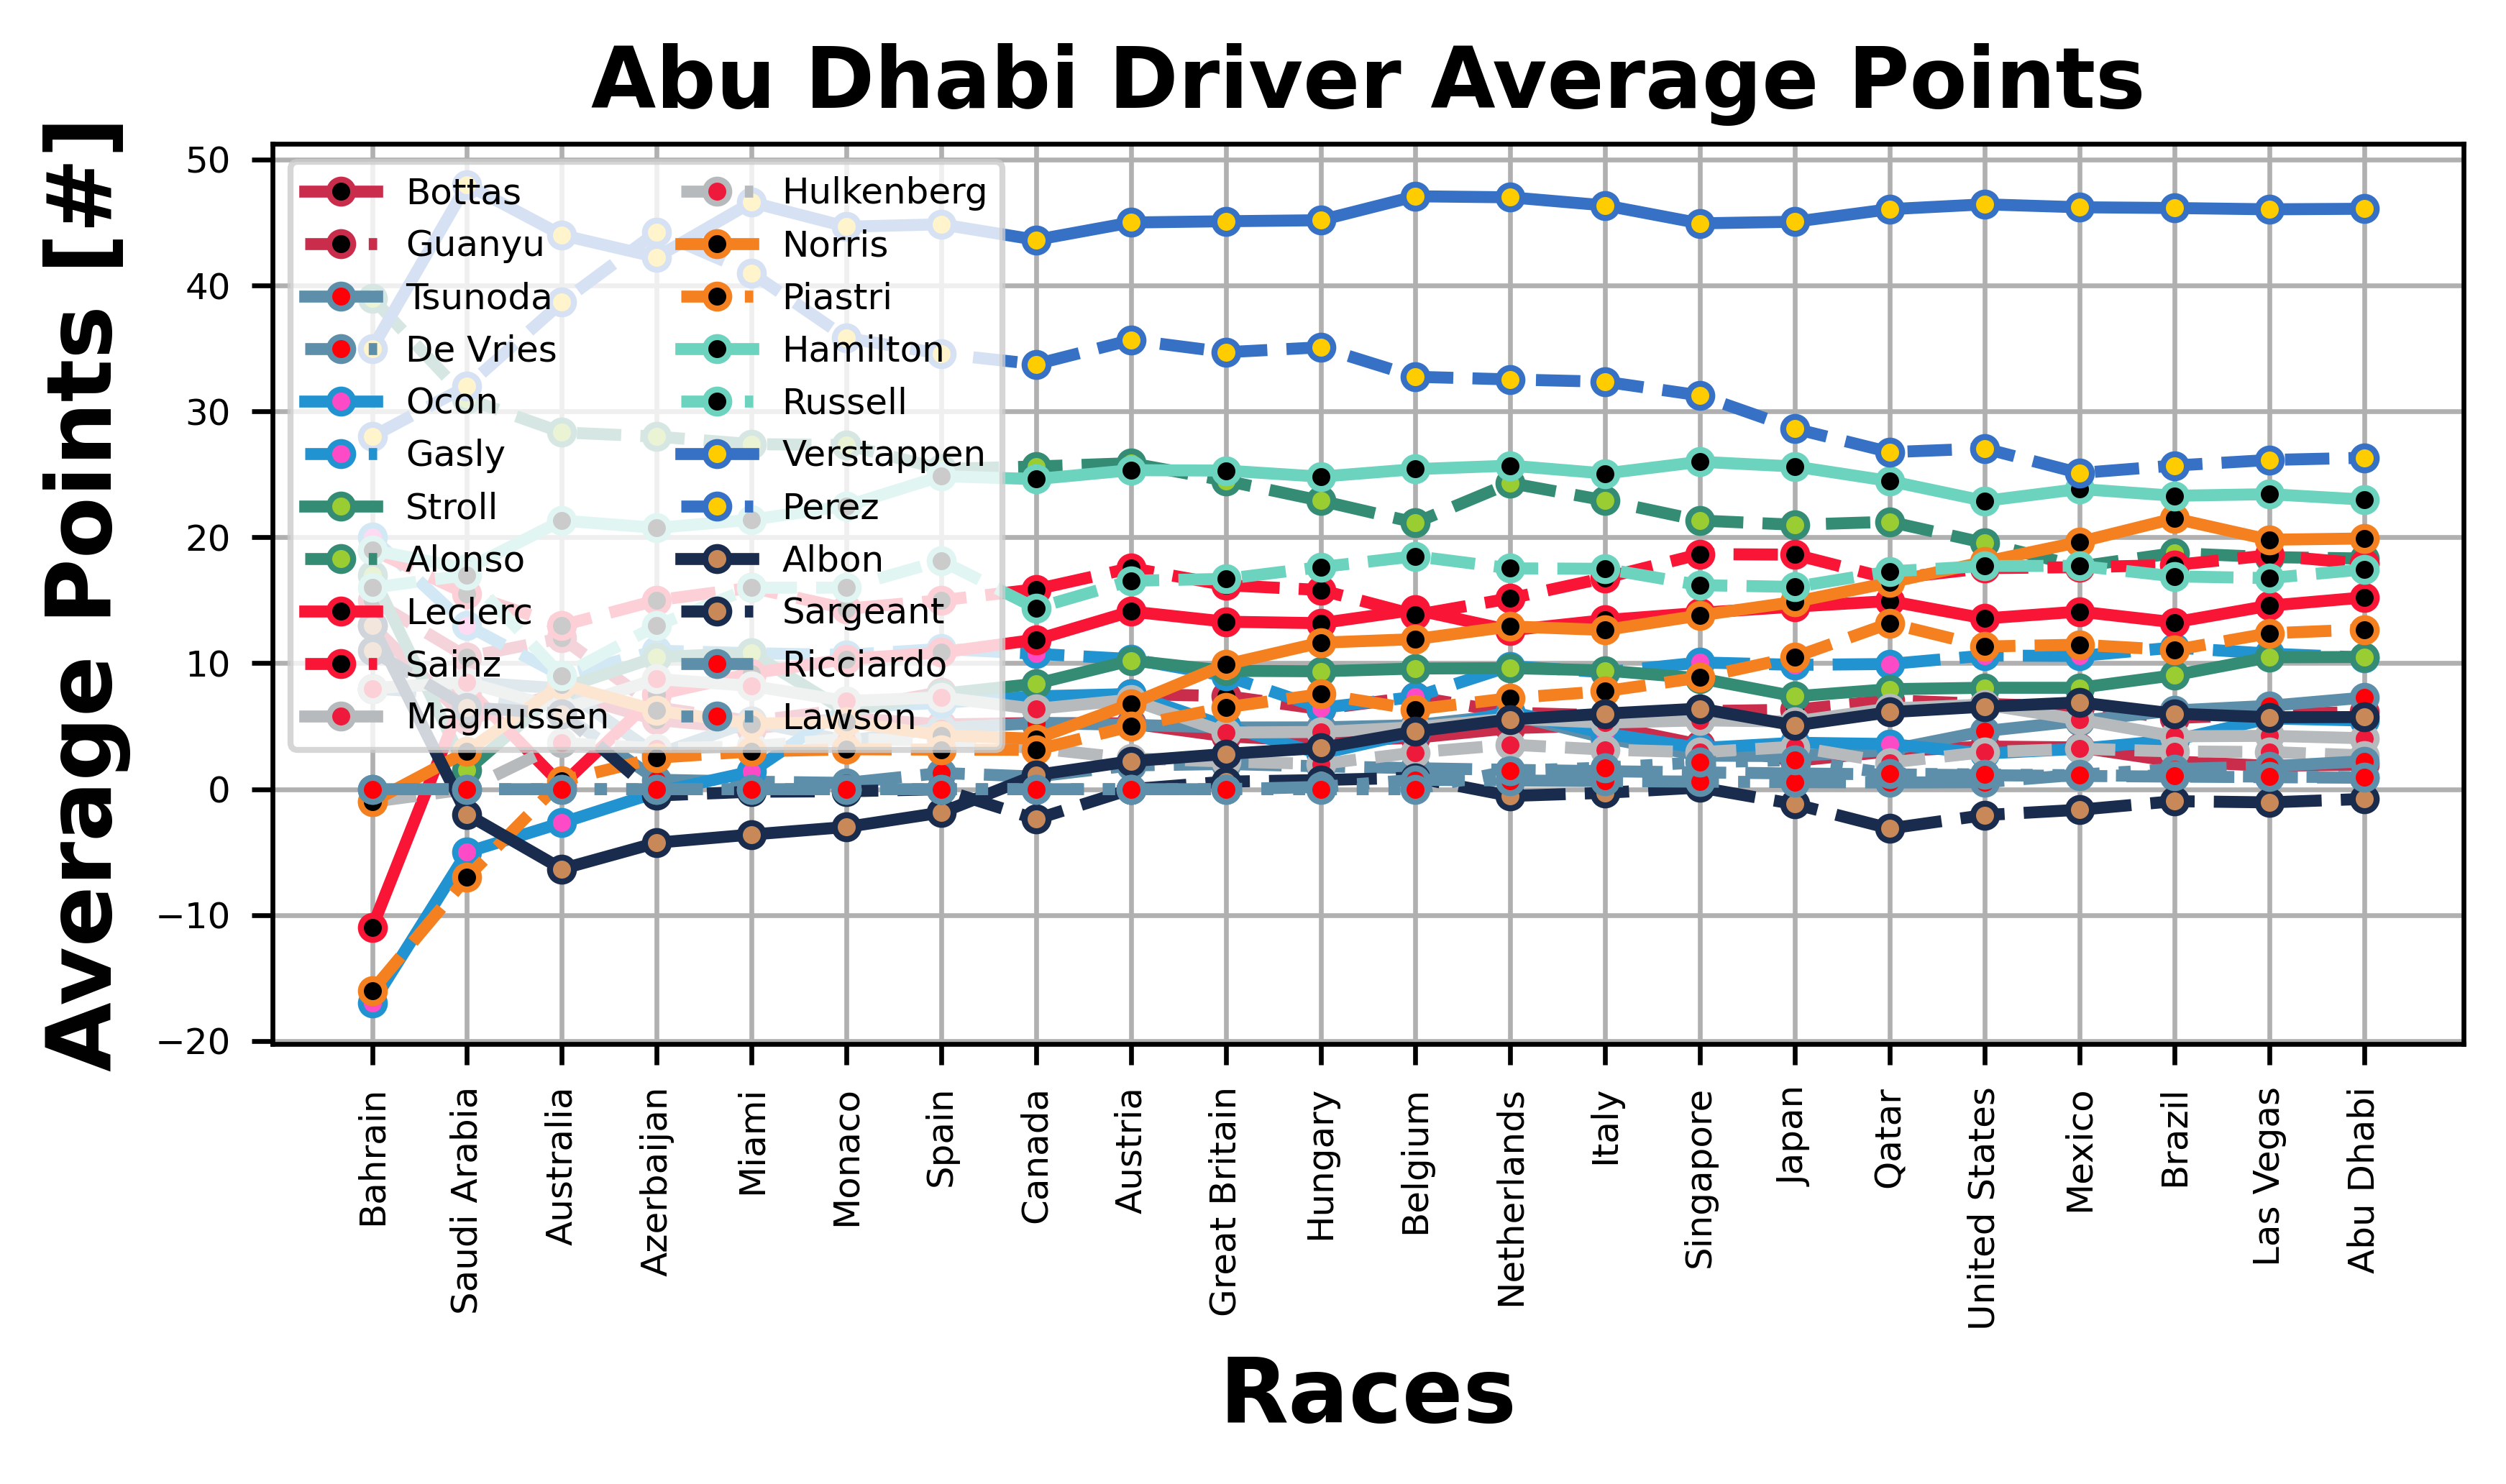 Abu Dhabi Driver Average Points
Average Points [#]
50
40
30
20
10
0
−10
−20
Bottas
Guanyu
Tsunoda
De Vries
Ocon
Gasly
Stroll
Alonso
Leclerc
Sainz
Magnussen
Hulkenberg
Norris
Piastri
Hamilton
Russell
Verstappen
Perez
Albon
Sargeant
Ricciardo
Lawson
Bahrain
Saudi Arabia
Australia
Azerbaijan
Miami
Monaco
Spain
Canada
Austria
Great Britain
Hungary
Belgium
Netherlands
Italy
Singapore
Japan
Qatar
United States
Mexico
Brazil
Las Vegas
Abu Dhabi
Races